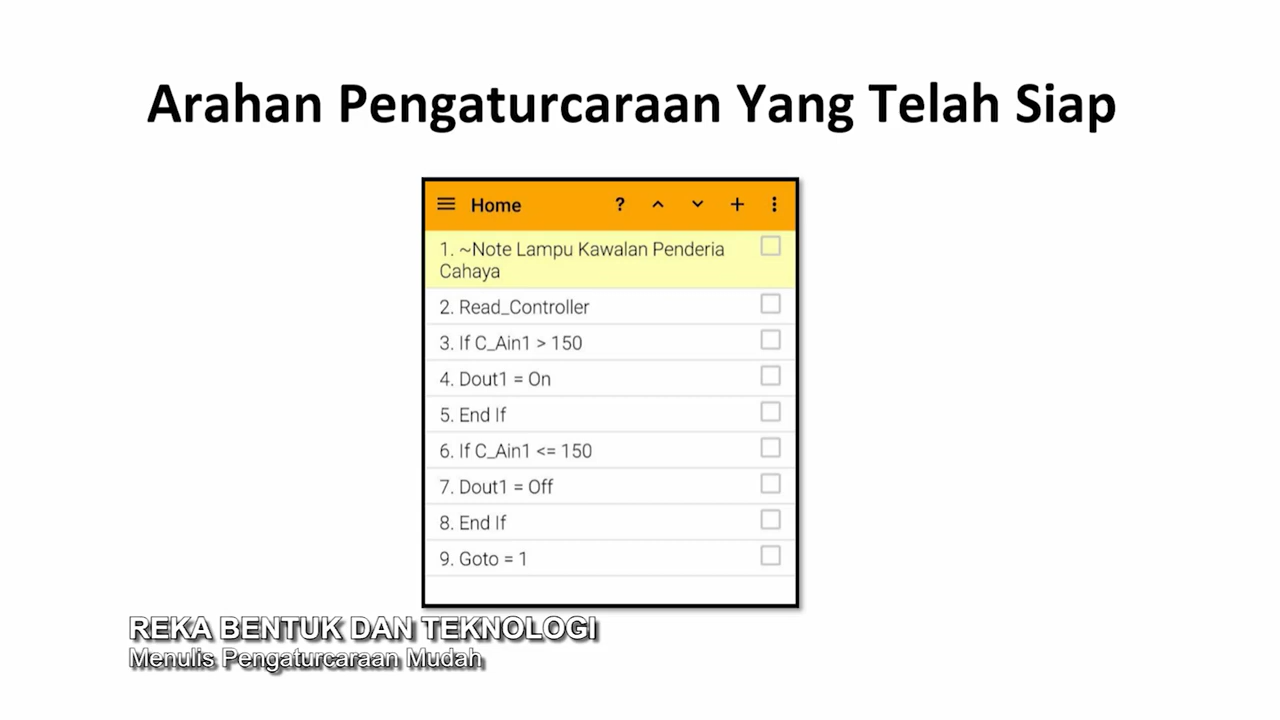 Arahan Pengaturcaraan Yang Telah Siap
Home ?  +
1. ~Note Lampu Kawalan Penderia
Cahaya
2. Read_Controller
3. If C_Ain1 > 150
4. Dout1 = On
5. End If
6. If C_Ain1 <= 150
7. Dout1 = Off
8. End If
9. Goto = 1
REKA BENTUK DAN TEKNOLOGI
Menulis Pengaturcaraan Mudah